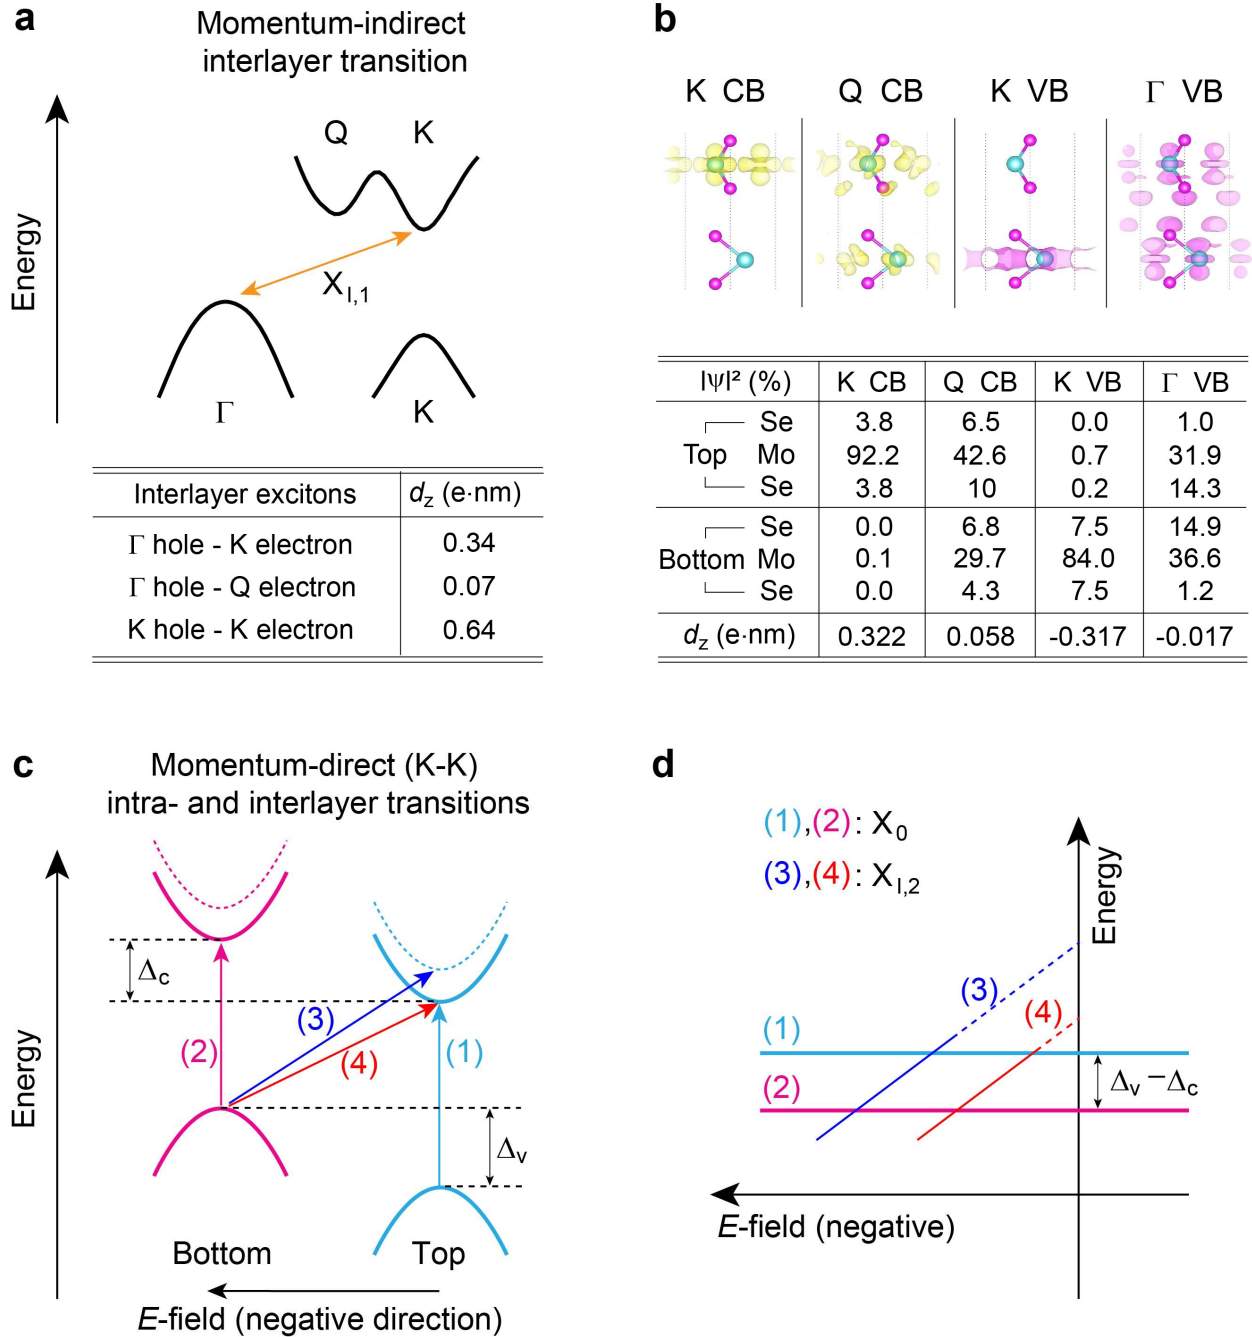 a
Momentum-indirect
interlayer transition
Energy
Q K
X I,1
Γ K
Interlayer excitons dz (e·nm)
Γ hole - K electron 0.34
Γ hole - Q electron 0.07
K hole - K electron 0.64
b
K CB Q CB K VB Γ VB
|ψ|² (%) K CB Q CB K VB Γ VB
Se 3.8 6.5 0.0 1.0
Top Mo 92.2 42.6 0.7 31.9
Se 3.8 10 0.2 14.3
Se 0.0 6.8 7.5 14.9
Bottom Mo 0.1 29.7 84.0 36.6
Se 0.0 4.3 7.5 1.2
dz (e·nm) 0.322 0.058 -0.317 -0.017
c
Momentum-direct (K-K)
intra- and interlayer transitions
Energy
Δc
(3)
(2) (4) (1)
Δv
Bottom Top
E-field (negative direction)
d
(1),(2): X0
(3),(4): XI,2
Energy
(3)
(4)
(1)
(2)
Δv – Δc
E-field (negative)